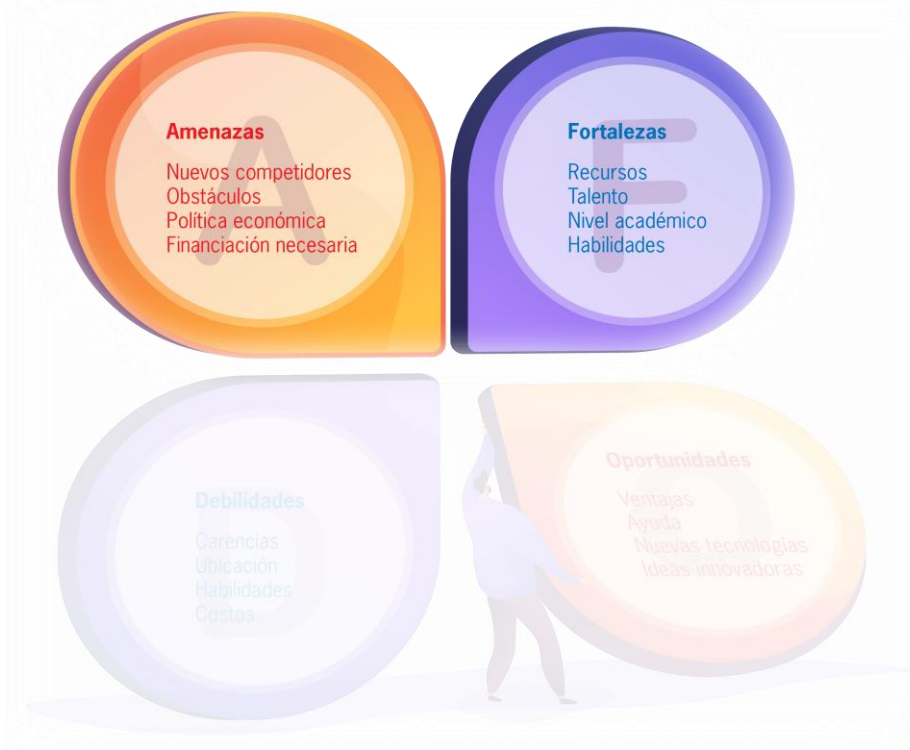 Amenazas
Nuevos competidores
Obstáculos
Política económica
Financiación necesaria
A
Fortalezas
Recursos
Talento
Nivel académico
Habilidades
F
Debilidades
Carencias
Ubicación
Habilidades
Costos
D
Oportunidades
Ventajas
Ayuda
Nuevas tecnologias
Ideas innovadoras
O